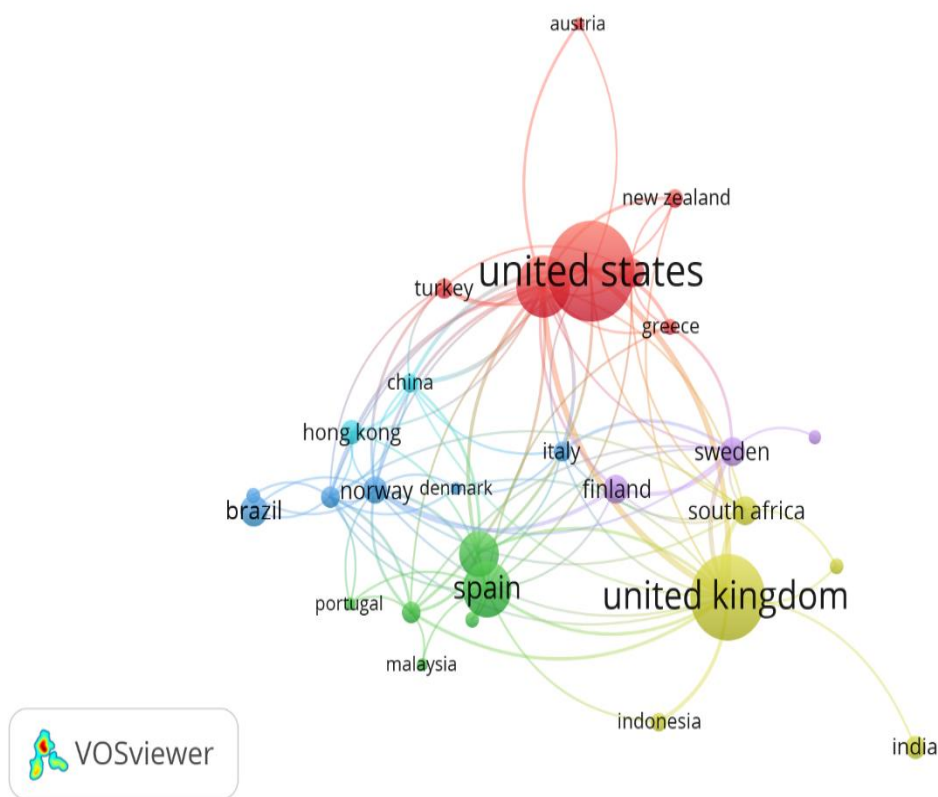 austria
new zealand
united states
turkey
greece
china
hong kong
italy
sweden
norway
denmark
finland
brazil
south africa
spain
united kingdom
portugal
malaysia
indonesia
india
VOSviewer